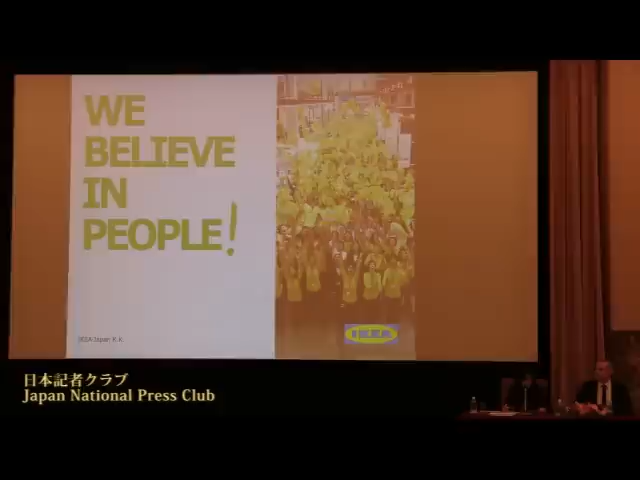 WE
BELIEVE
IN
PEOPLE!
IKEA Japan K.K.
IKEA
日本記者クラブ
Japan National Press Club